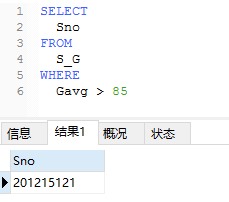 1 SELECT
2 Sno
3 FROM
4 S_G
5 WHERE
6 Gavg > 85
信息 结果1 概况 状态
Sno
201215121